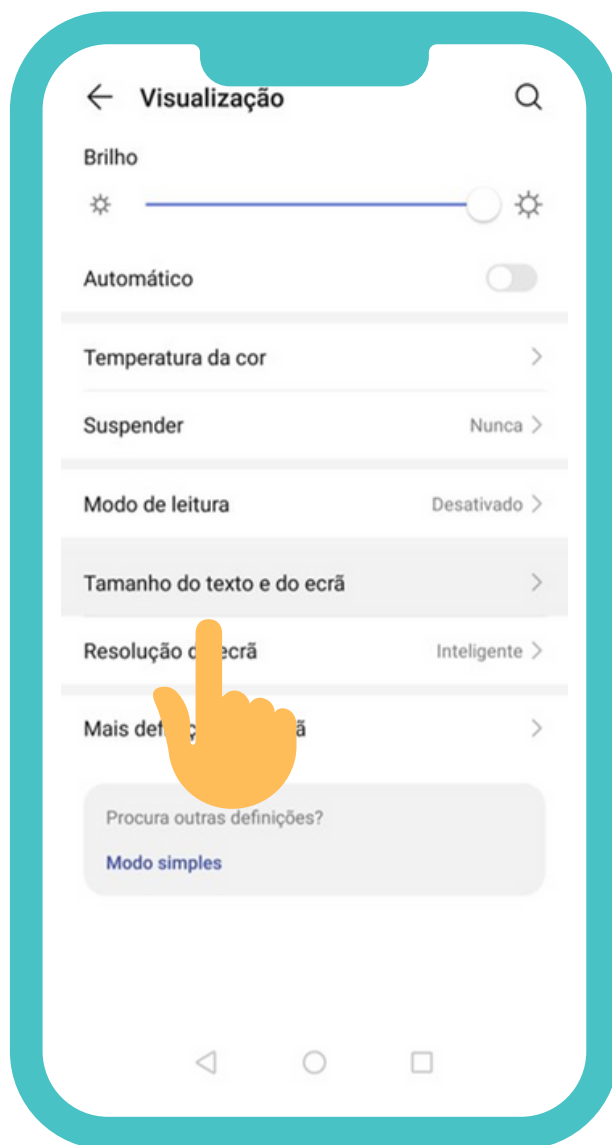 Visualização
Brilho
Automático
Temperatura da cor
Suspender Nunca
Modo de leitura Desativado
Tamanho do texto e do ecrã
Resolução ecrã Inteligente
Mais
Procura outras definições?
Modo simples